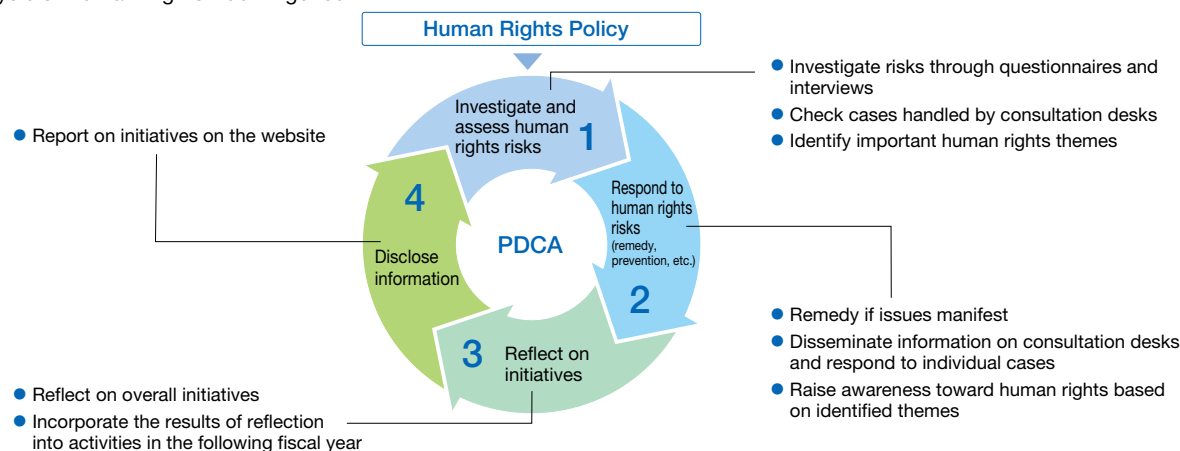 Human Rights Policy
Investigate and
assess human
rights risks
1
● Investigate risks through questionnaires and
interviews
● Check cases handled by consultation desks
● Identify important human rights themes
Respond to
human rights
risks
(remedy,
prevention, etc.)
2
● Remedy if issues manifest
● Disseminate information on consultation desks
and respond to individual cases
● Raise awareness toward human rights based
on identified themes
PDCA
3
Reflect on
initiatives
● Reflect on overall initiatives
● Incorporate the results of reflection
into activities in the following fiscal year
4
Disclose
information
● Report on initiatives on the website